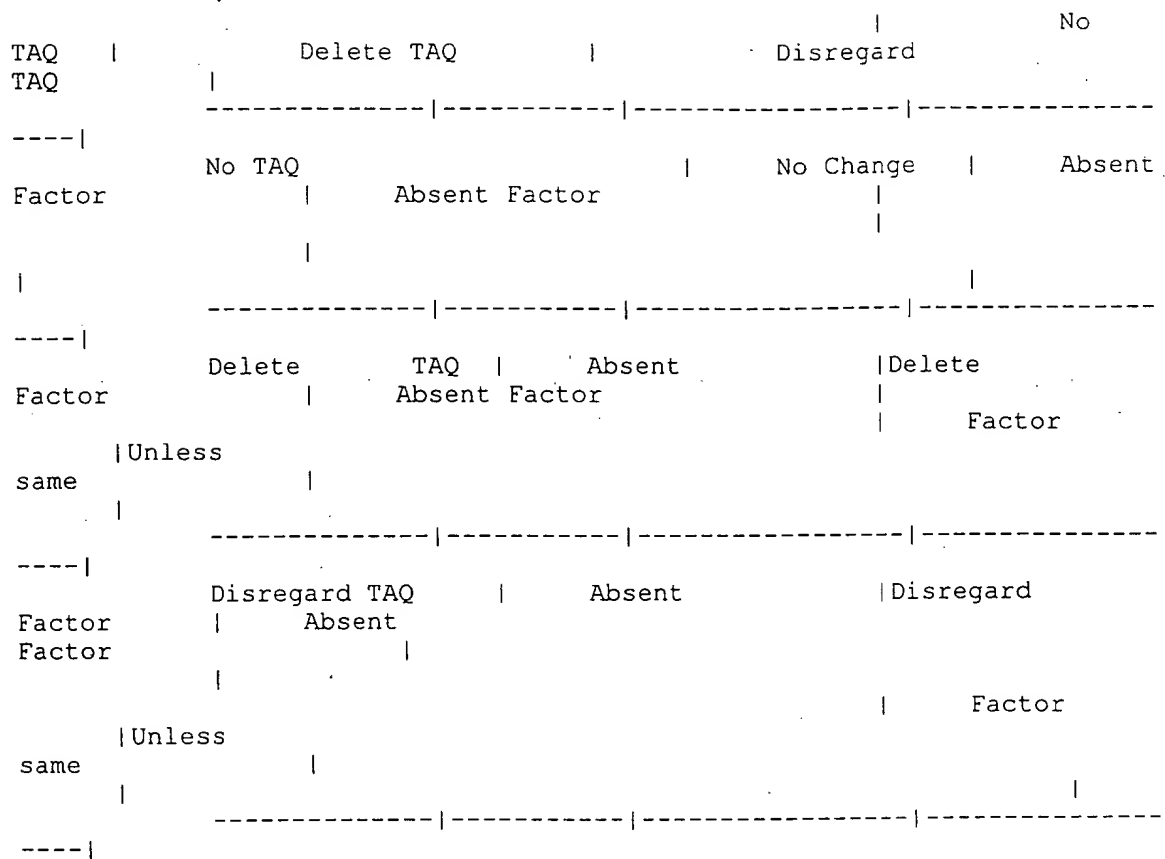 | No
TAQ | Delete TAQ | Disregard
TAQ |
--------------|-----------|-----------------|---------------
----|
No TAQ | No Change | Absent
Factor | Absent Factor |
|
|
| |
--------------|-----------|-----------------|---------------
----|
Delete TAQ | Absent |Delete
Factor | Absent Factor |
| Factor
|Unless
same |
|
--------------|-----------|-----------------|---------------
----|
Disregard TAQ | Absent |Disregard
Factor | Absent
Factor |
|
| Factor
|Unless
same |
| |
--------------|-----------|-----------------|---------------
----|